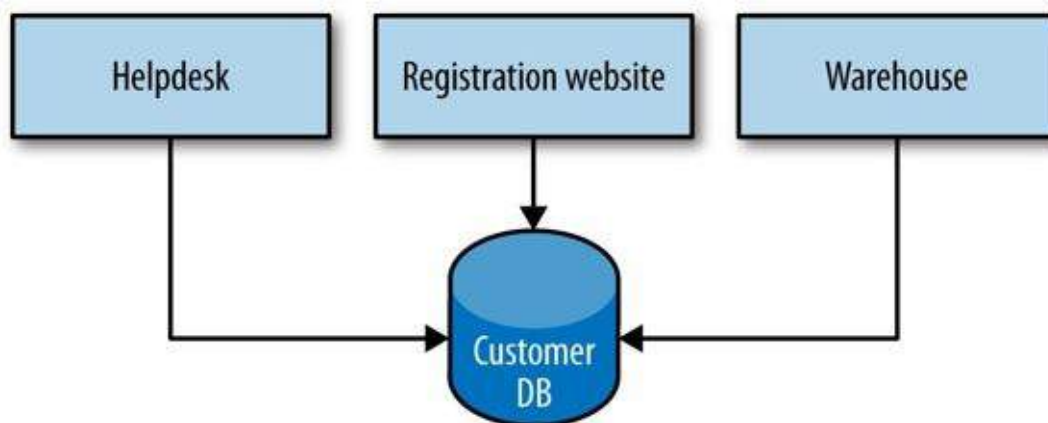 Helpdesk
Registration website
Warehouse
Customer
DB